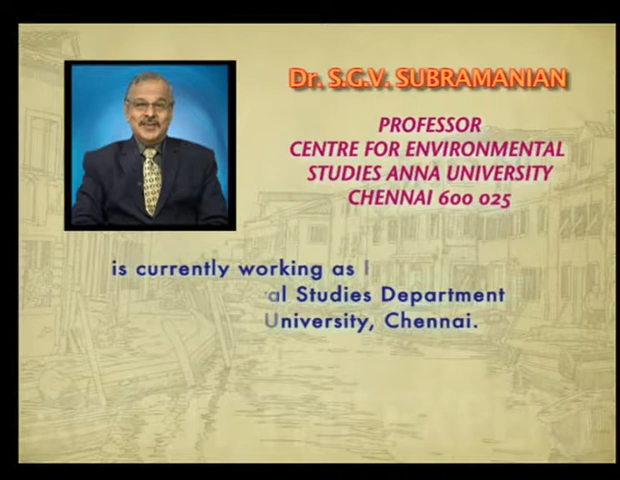 Dr. S.G.V. SUBRAMANIAN
PROFESSOR
CENTRE FOR ENVIRONMENTAL
STUDIES ANNA UNIVERSITY
CHENNAI 600 025
is currently working as
al Studies Department
University, Chennai.